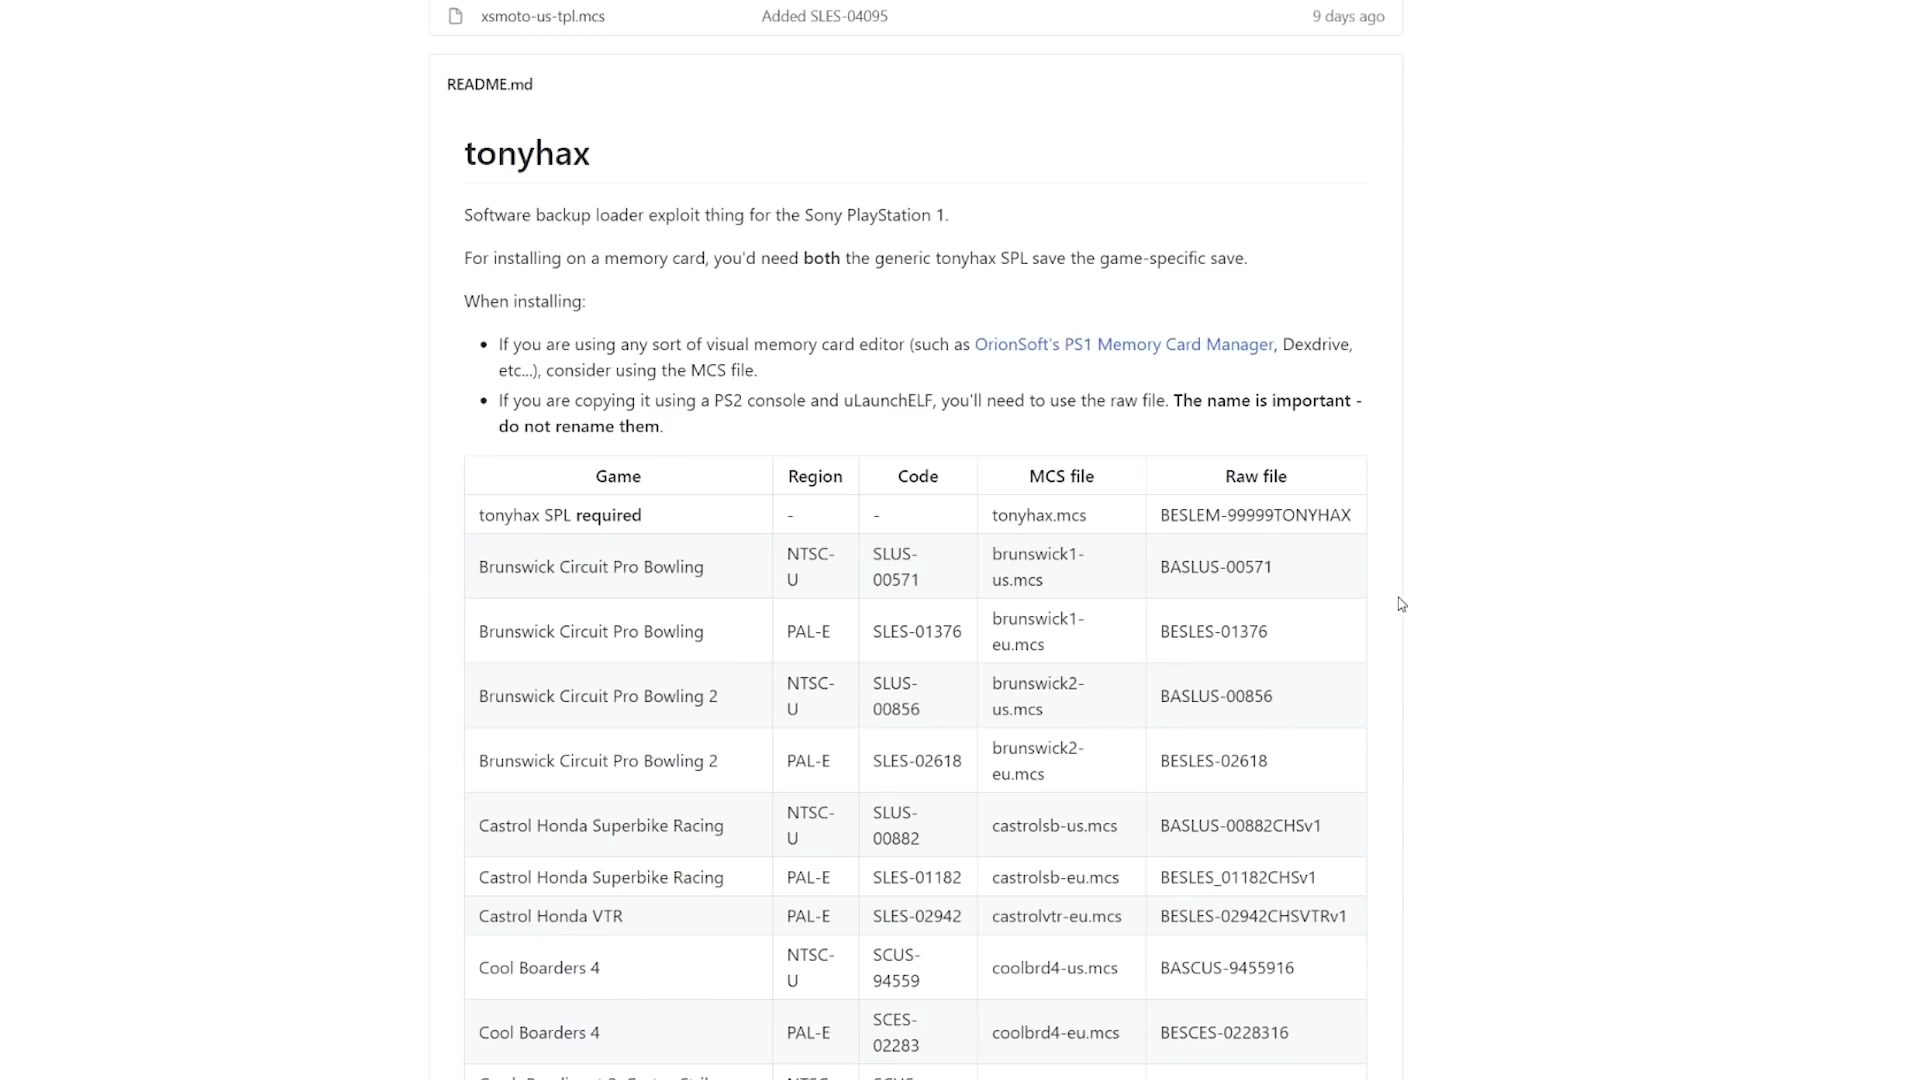 xsmoto-us-tpl.mcs Added SLES-04095 9 days ago
README.md
tonyhax
Software backup loader exploit thing for the Sony PlayStation 1.
For installing on a memory card, you'd need both the generic tonyhax SPL save the game-specific save.
When installing:
• If you are using any sort of visual memory card editor (such as OrionSoft's PS1 Memory Card Manager, Dexdrive,
etc...), consider using the MCS file.
• If you are copying it using a PS2 console and uLaunchELF, you'll need to use the raw file. The name is important -
do not rename them.
Game Region Code MCS file Raw file
tonyhax SPL required - - tonyhax.mcs BESLEM-99999TONYHAX
Brunswick Circuit Pro Bowling NTSC-
U SLUS-
00571 brunswick1-
us.mcs BASLUS-00571
Brunswick Circuit Pro Bowling PAL-E SLES-01376 brunswick1-
eu.mcs BESLES-01376
Brunswick Circuit Pro Bowling 2 NTSC-
U SLUS-
00856 brunswick2-
us.mcs BASLUS-00856
Brunswick Circuit Pro Bowling 2 PAL-E SLES-02618 brunswick2-
eu.mcs BESLES-02618
Castrol Honda Superbike Racing NTSC-
U SLUS-
00882 castrolsb-us.mcs BASLUS-00882CHSv1
Castrol Honda Superbike Racing PAL-E SLES-01182 castrolsb-eu.mcs BESLES_01182CHSv1
Castrol Honda VTR PAL-E SLES-02942 castrolvtr-eu.mcs BESLES-02942CHSVTRv1
Cool Boarders 4 NTSC-
U SCUS-
94559 coolbrd4-us.mcs BASCUS-9455916
Cool Boarders 4 PAL-E SCES-
02283 coolbrd4-eu.mcs BESCES-0228316